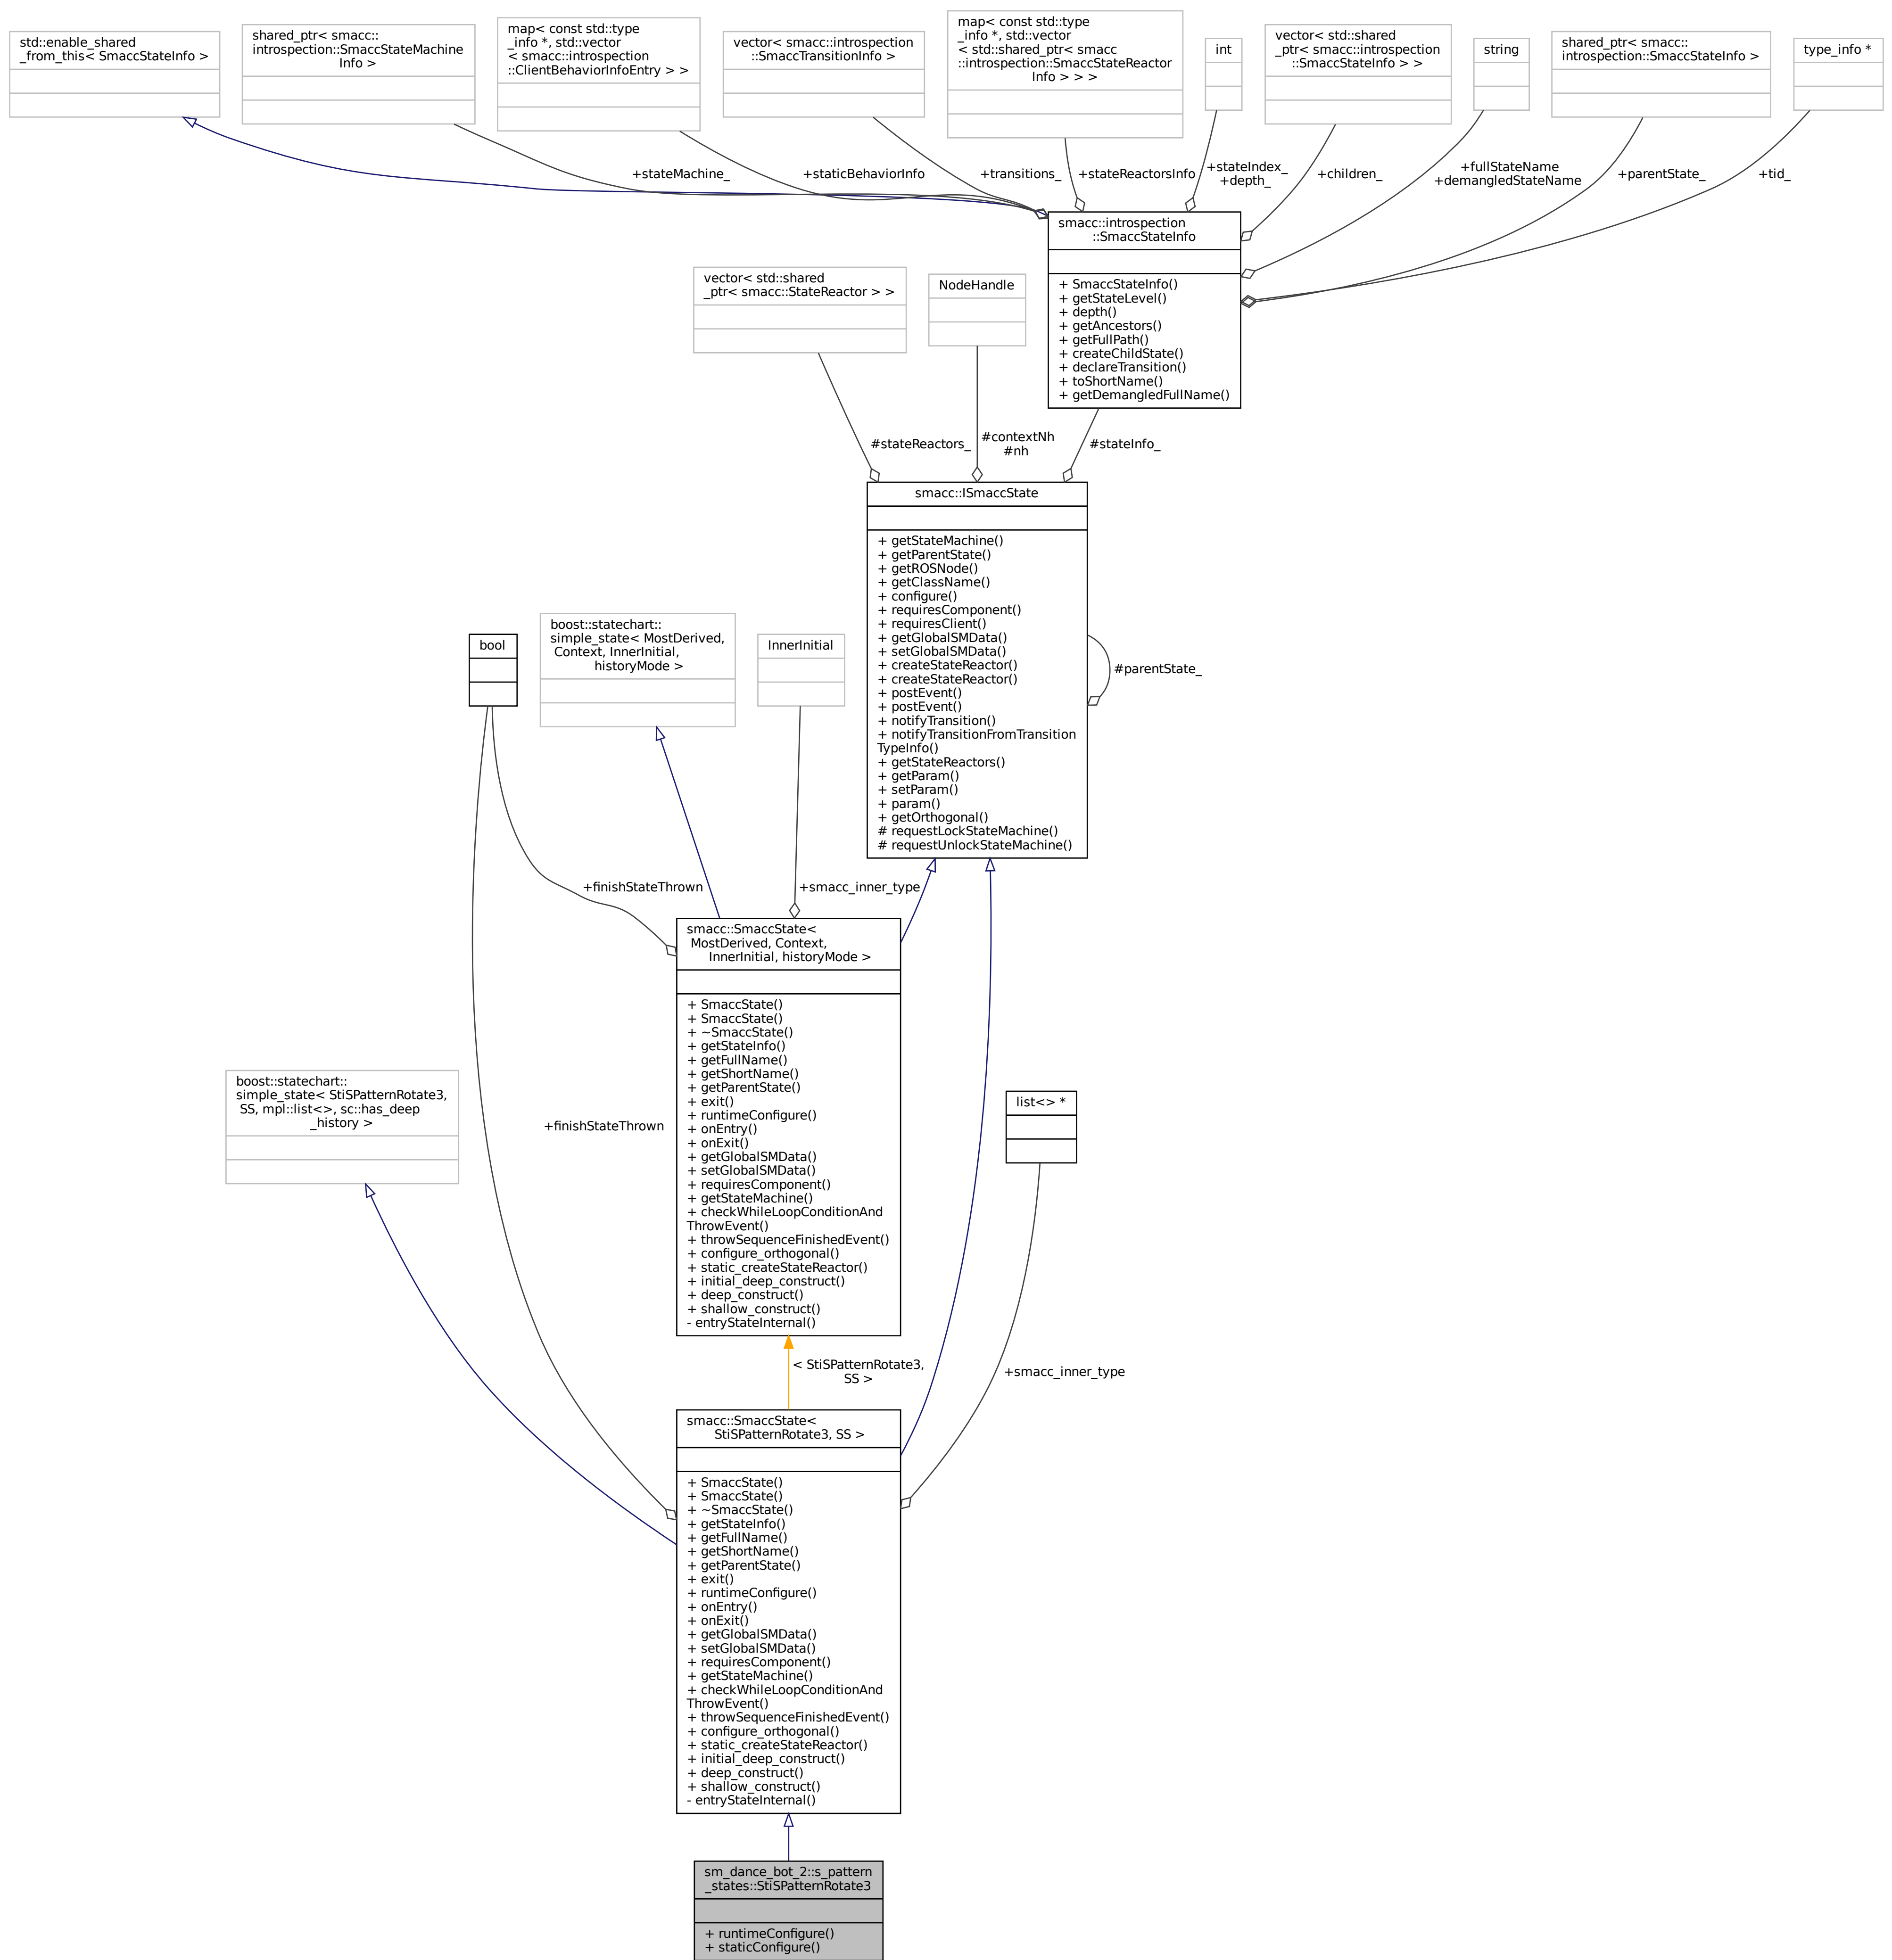 std::enable_shared
_from_this< SmaccStateInfo >
shared_ptr< smacc::
introspection::SmaccStateMachine
Info >
map< const std::type
_info *, std::vector
< smacc::introspection
::ClientBehaviorInfoEntry > >
vector< smacc::introspection
::SmaccTransitionInfo >
map< const std::type
_info *, std::vector
< std::shared_ptr< smacc
::introspection::SmaccStateReactor
Info > > >
int
vector< std::shared
_ptr< smacc::introspection
::SmaccStateInfo > >
string
shared_ptr< smacc::
introspection::SmaccStateInfo >
type_info *
+stateMachine_
+staticBehaviorInfo
+transitions_
+stateReactorsInfo
+stateIndex_
+depth_
+children_
+fullStateName
+demangledStateName
+parentState_
+tid_
smacc::introspection
::SmaccStateInfo
+ SmaccStateInfo()
+ getStateLevel()
+ depth()
+ getAncestors()
+ getFullPath()
+ createChildState()
+ declareTransition()
+ toShortName()
+ getDemangledFullName()
vector< std::shared
_ptr< smacc::StateReactor > >
NodeHandle
#stateReactors_
#contextNh
#nh
#stateInfo_
smacc::ISmaccState
+ getStateMachine()
+ getParentState()
+ getROSNode()
+ getClassName()
+ configure()
+ requiresComponent()
+ requiresClient()
+ getGlobalSMData()
+ setGlobalSMData()
+ createStateReactor()
+ createStateReactor()
+ postEvent()
+ postEvent()
+ notifyTransition()
+ notifyTransitionFromTransition
TypeInfo()
+ getStateReactors()
+ getParam()
+ setParam()
+ param()
+ getOrthogonal()
# requestLockStateMachine()
# requestUnlockStateMachine()
#parentState_
bool
boost::statechart::
simple_state< MostDerived,
Context, InnerInitial,
historyMode >
InnerInitial
+finishStateThrown
+smacc_inner_type
smacc::SmaccState<
MostDerived, Context,
InnerInitial, historyMode >
+ SmaccState()
+ SmaccState()
+ ~SmaccState()
+ getStateInfo()
+ getFullName()
+ getShortName()
+ getParentState()
+ exit()
+ runtimeConfigure()
+ onEntry()
+ onExit()
+ getGlobalSMData()
+ setGlobalSMData()
+ requiresComponent()
+ getStateMachine()
+ checkWhileLoopConditionAnd
ThrowEvent()
+ throwSequenceFinishedEvent()
+ configure_orthogonal()
+ static_createStateReactor()
+ initial_deep_construct()
+ deep_construct()
+ shallow_construct()
- entryStateInternal()
boost::statechart::
simple_state< StiSPatternRotate3,
SS, mpl::list<>, sc::has_deep
_history >
+finishStateThrown
list<> *
< StiSPatternRotate3,
SS >
+smacc_inner_type
smacc::SmaccState<
StiSPatternRotate3, SS >
+ SmaccState()
+ SmaccState()
+ ~SmaccState()
+ getStateInfo()
+ getFullName()
+ getShortName()
+ getParentState()
+ exit()
+ runtimeConfigure()
+ onEntry()
+ onExit()
+ getGlobalSMData()
+ setGlobalSMData()
+ requiresComponent()
+ getStateMachine()
+ checkWhileLoopConditionAnd
ThrowEvent()
+ throwSequenceFinishedEvent()
+ configure_orthogonal()
+ static_createStateReactor()
+ initial_deep_construct()
+ deep_construct()
+ shallow_construct()
- entryStateInternal()
sm_dance_bot_2::s_pattern
_states::StiSPatternRotate3
+ runtimeConfigure()
+ staticConfigure()